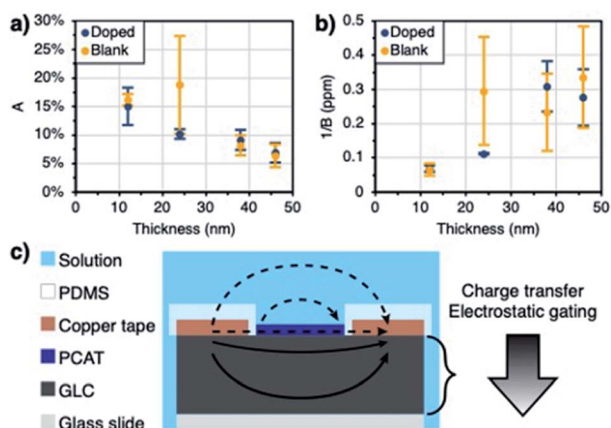 a)
30%
25%
20%
15%
10%
5%
0%
A
Doped
Blank
0 10 20 30 40 50
Thickness (nm)
b)
0.5
0.4
0.3
0.2
0.1
0
1/B (ppm)
Doped
Blank
0 10 20 30 40 50
Thickness (nm)
c)
Solution
PDMS
Copper tape
PCAT
GLC
Glass slide
Charge transfer
Electrostatic gating